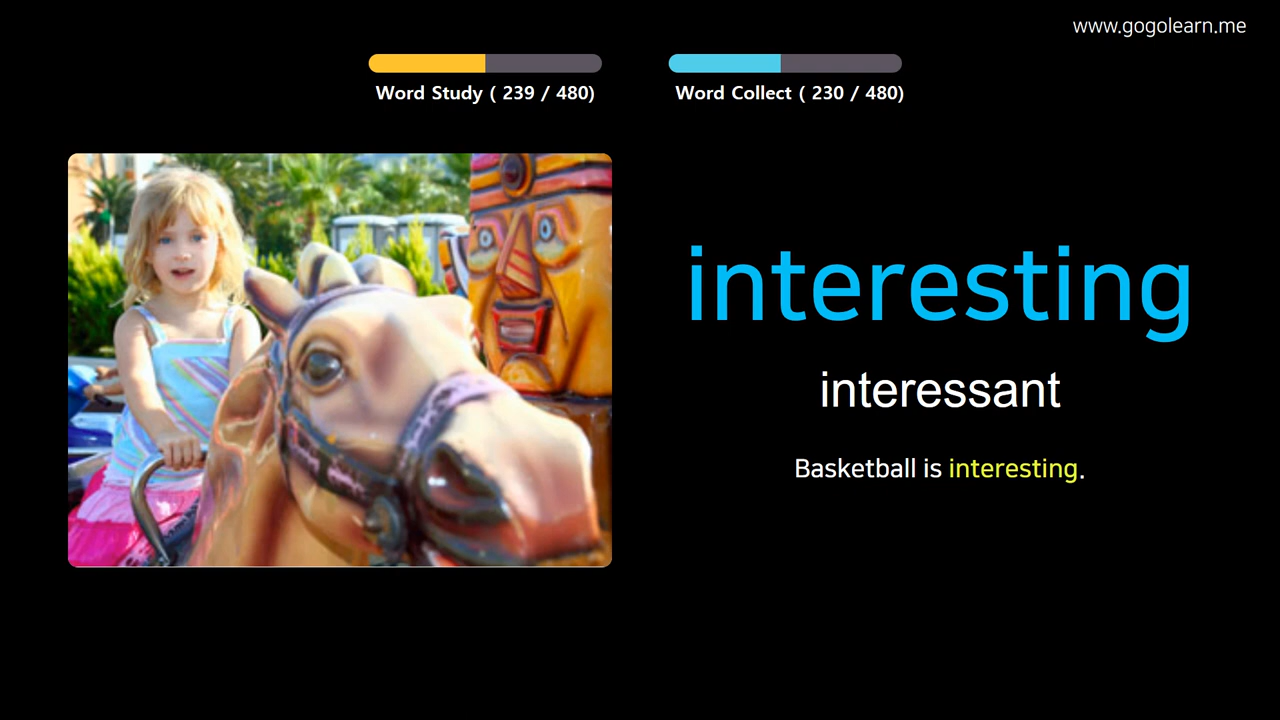 www.gogolearn.me
Word Study ( 239 / 480)
Word Collect ( 230 / 480)
interesting
interessant
Basketball is interesting.